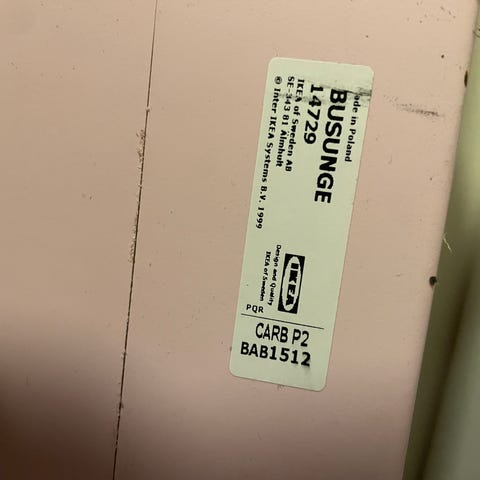 Made in Poland
BUSUNGE
14729
IKEA of Sweden AB
SE-343 81 Älmhult
© Inter IKEA Systems B.V. 1999
IKEA
Design and Quality
IKEA of Sweden
PQR
CARB P2
BAB1512